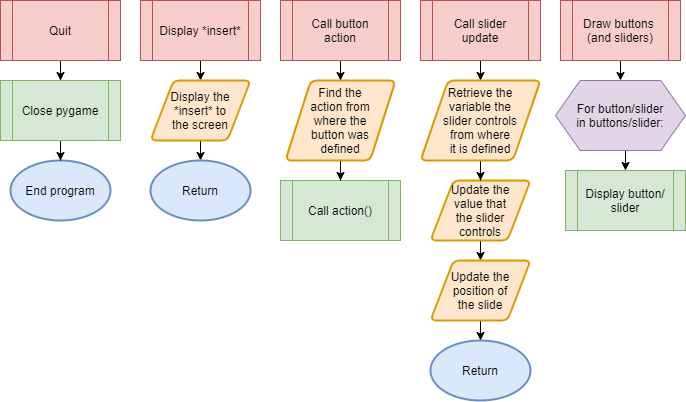 Quit
Close pygame
End program
Display *insert*
Display the
*insert* to
the screen
Return
Call button
action
Find the
action from
where the
button was
defined
Call action()
Call slider
update
Retrieve the
variable the
slider controls
from where
it is defined
Update the
value that
the slider
controls
Update the
position of
the slide
Return
Draw buttons
(and sliders)
For button/slider
in buttons/slider:
Display button/
slider